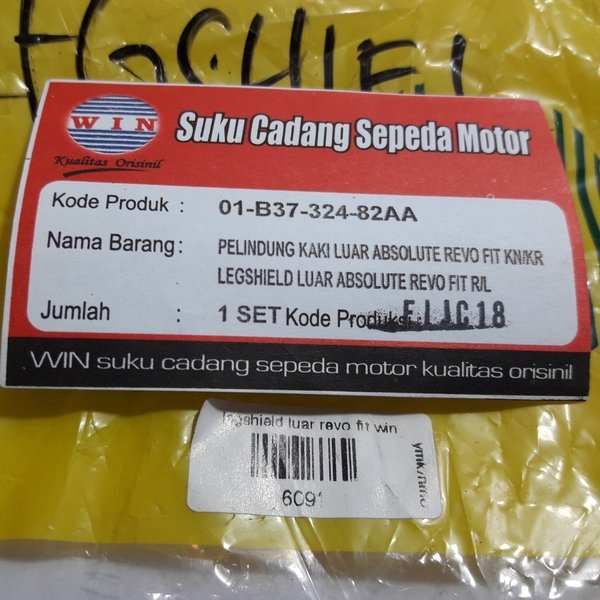 WIN
Kualitas Orisinil
Suku Cadang Sepeda Motor
Kode Produk : 01-B37-324-82AA
Nama Barang: PELINDUNG KAKI LUAR ABSOLUTE REVO FIT KN/KR
LEGSHIELD LUAR ABSOLUTE REVO FIT R/L
Jumlah : 1 SET Kode Produksi
WIN suku cadang sepeda motor kualitas orisinil
legshield luar revo fit win
6091